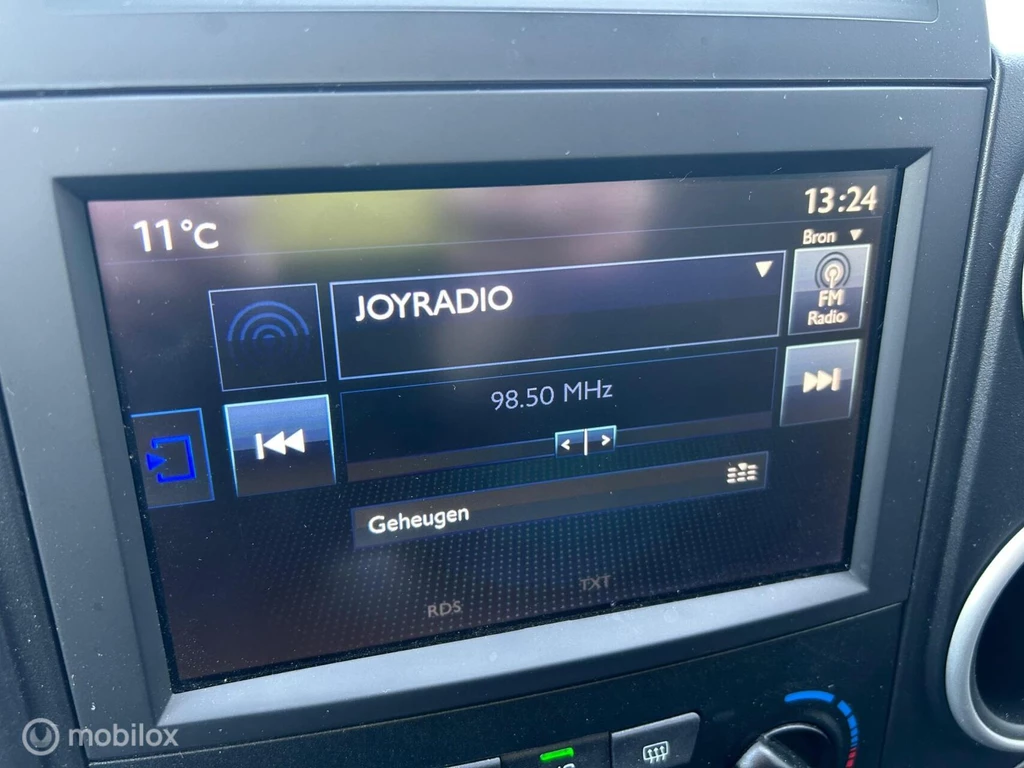 11°C
13:24
Bron
JOYRADIO
FM
Radio
98.50 MHz
Geheugen
RDS
TXT
mobilox